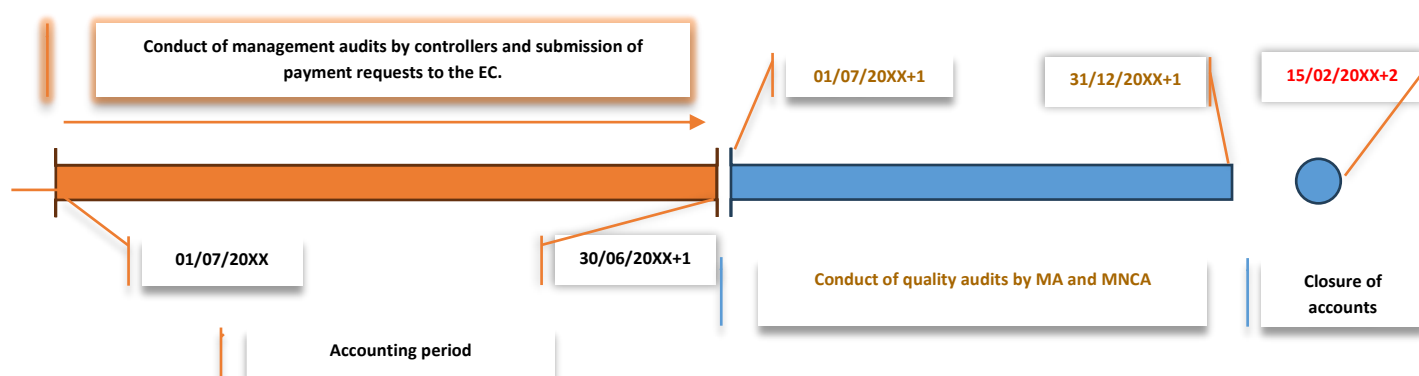 Conduct of management audits by controllers and submission of
payment requests to the EC.
01/07/20XX+1
31/12/20XX+1
15/02/20XX+2
01/07/20XX
30/06/20XX+1
Conduct of quality audits by MA and MNCA
Closure of
accounts
Accounting period